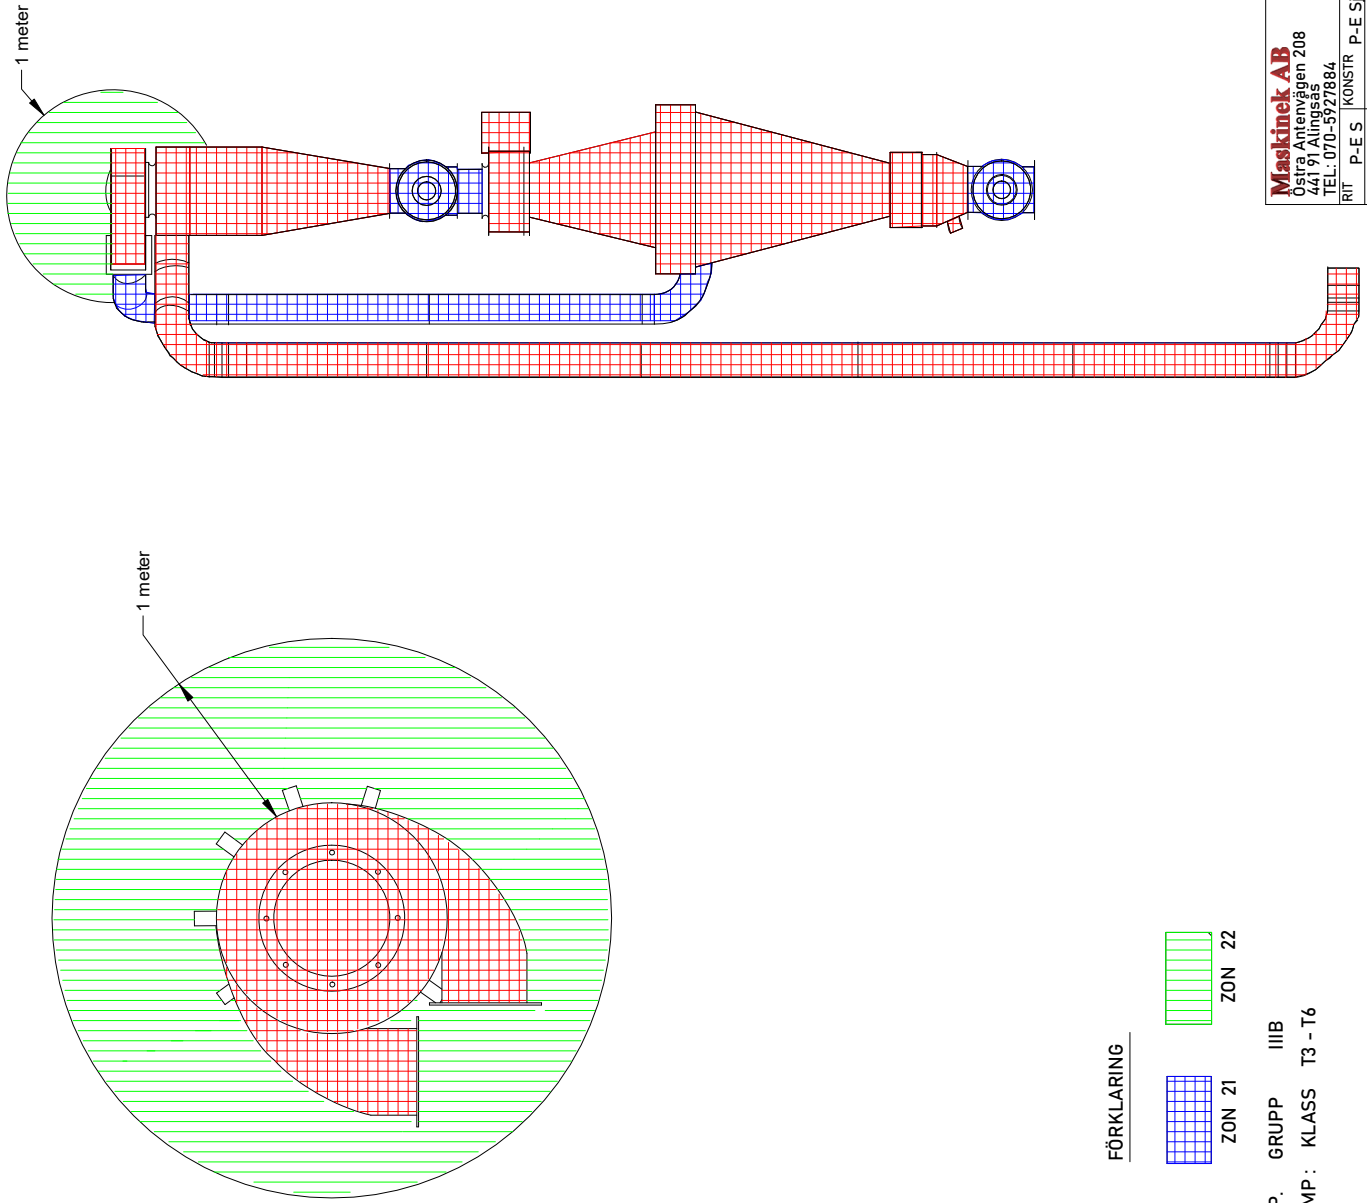 1 meter
1 meter
FÖRKLARING
ZON 21
ZON 22
GRUPP IIIB
KLASS T3 - T6
Maskinek AB
Östra Antenvägen 208
441 91 Alingsås
TEL: 070-5927884
RIT P-E S KONSTR P-E